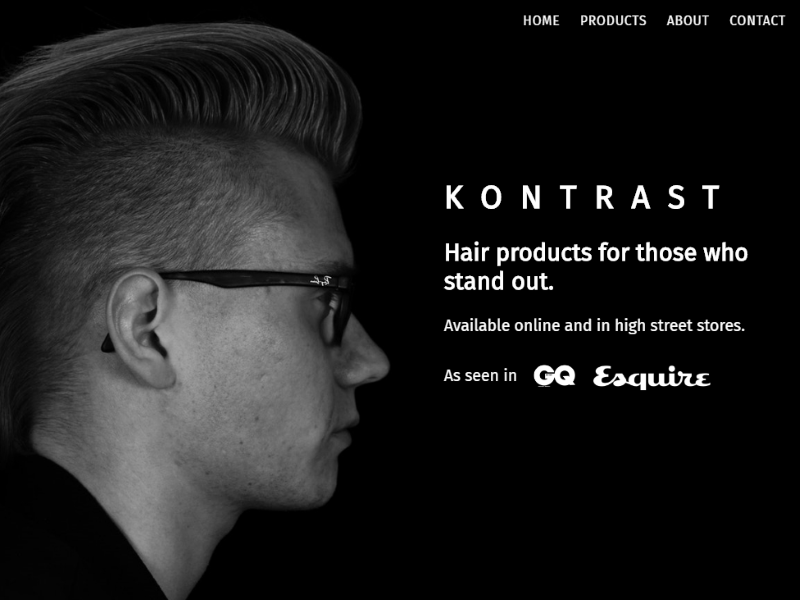 HOME PRODUCTS ABOUT CONTACT
KONTRAST
Hair products for those who
stand out.
Available online and in high street stores.
As seen in GQ Esquire